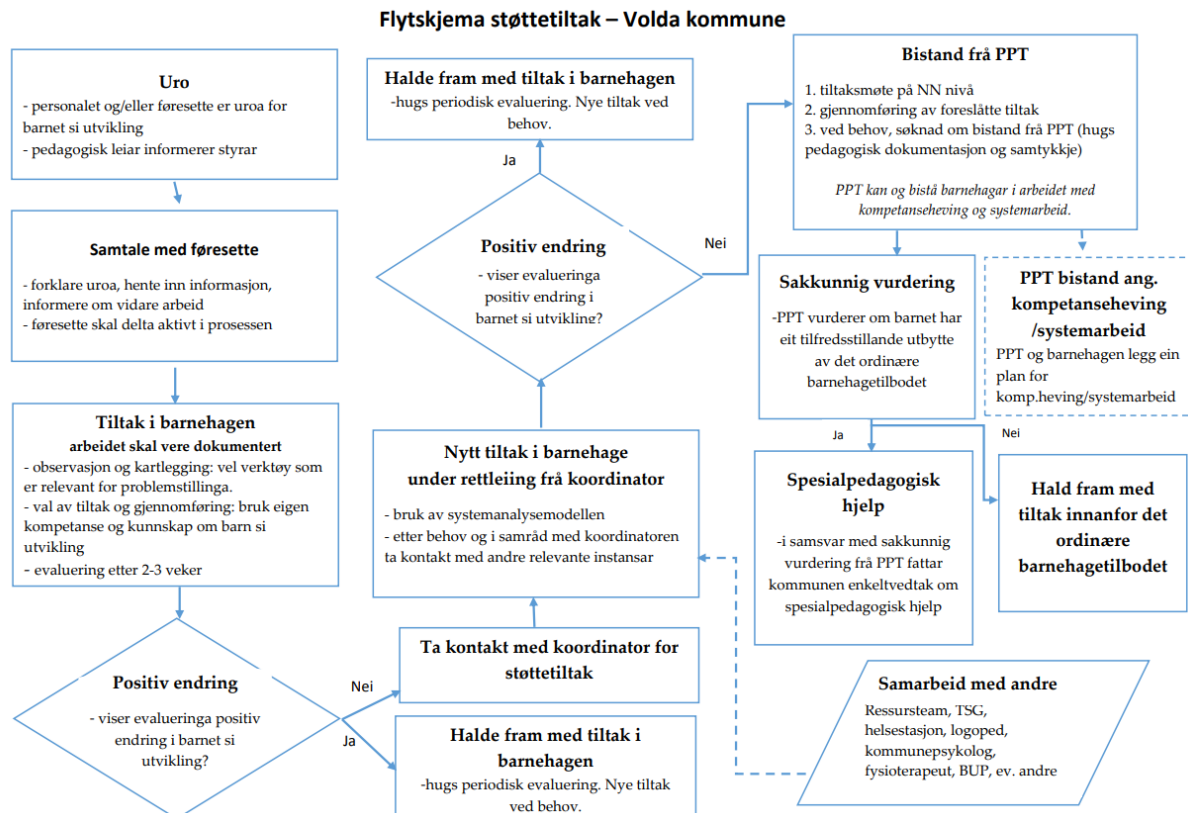 Flytskjema støttetiltak – Volda kommune
Uro
- personalet og/eller føresette er uroa for
barnet si utvikling
- pedagogisk leiar informerer styrar
Samtale med føresette
- forklare uroa, hente inn informasjon,
informere om vidare arbeid
- føresette skal delta aktivt i prosessen
Tiltak i barnehagen
arbeidet skal vere dokumentert
- observasjon og kartlegging: vel verktøy som
er relevant for problemstillinga.
- val av tiltak og gjennomføring: bruk eigen
kompetanse og kunnskap om barn si
utvikling
- evaluering etter 2-3 veker
Positiv endring
- viser evalueringa positiv
endring i barnet si
utvikling?
Nei
Ja
Ta kontakt med koordinator for
støttetiltak
Halde fram med tiltak i
barnehagen
-hugs periodisk evaluering. Nye tiltak
ved behov.
Nytt tiltak i barnehage
under rettleiing frå koordinator
- bruk av systemanalysemodellen
- etter behov og i samråd med koordinatoren
ta kontakt med andre relevante instansar
Positiv endring
- viser evalueringa
positiv endring i
barnet si utvikling?
Ja
Nei
Halde fram med tiltak i barnehagen
-hugs periodisk evaluering. Nye tiltak ved
behov.
Bistand frå PPT
1. tiltaksmøte på NN nivå
2. gjennomføring av foreslåtte tiltak
3. ved behov, søknad om bistand frå PPT (hugs
pedagogisk dokumentasjon og samtykkje)
PPT kan og bistå barnehagar i arbeidet med
kompetanseheving og systemarbeid.
Sakkunnig vurdering
-PPT vurderer om barnet har
eit tilfredsstillande utbytte
av det ordinære
barnehagetilbodet
PPT bistand ang.
kompetanseheving
/systemarbeid
PPT og barnehagen legg ein
plan for
komp.heving/systemarbeid
Ja
Nei
Spesialpedagogisk
hjelp
-i samsvar med sakkunnig
vurdering frå PPT fattar
kommunen enkeltvedtak om
spesialpedagogisk hjelp
Hald fram med
tiltak innanfor det
ordinære
barnehagetilbodet
Samarbeid med andre
Ressursteam, TSG,
helsestasjon, logoped,
kommunepsykolog,
fysioterapeut, BUP, ev. andre